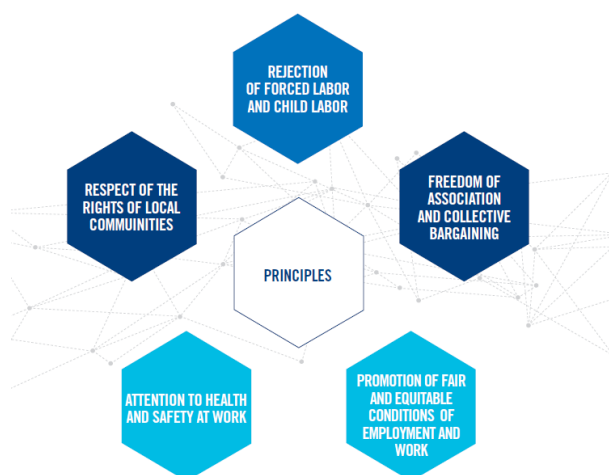 REJECTION
OF FORCED LABOR
AND CHILD LABOR
RESPECT OF THE
RIGHTS OF LOCAL
COMMUINITIES
FREEDOM OF
ASSOCIATION
AND COLLECTIVE
BARGAINING
PRINCIPLES
ATTENTION TO HEALTH
AND SAFETY AT WORK
PROMOTION OF FAIR
AND EQUITABLE
CONDITIONS OF
EMPLOYMENT AND
WORK